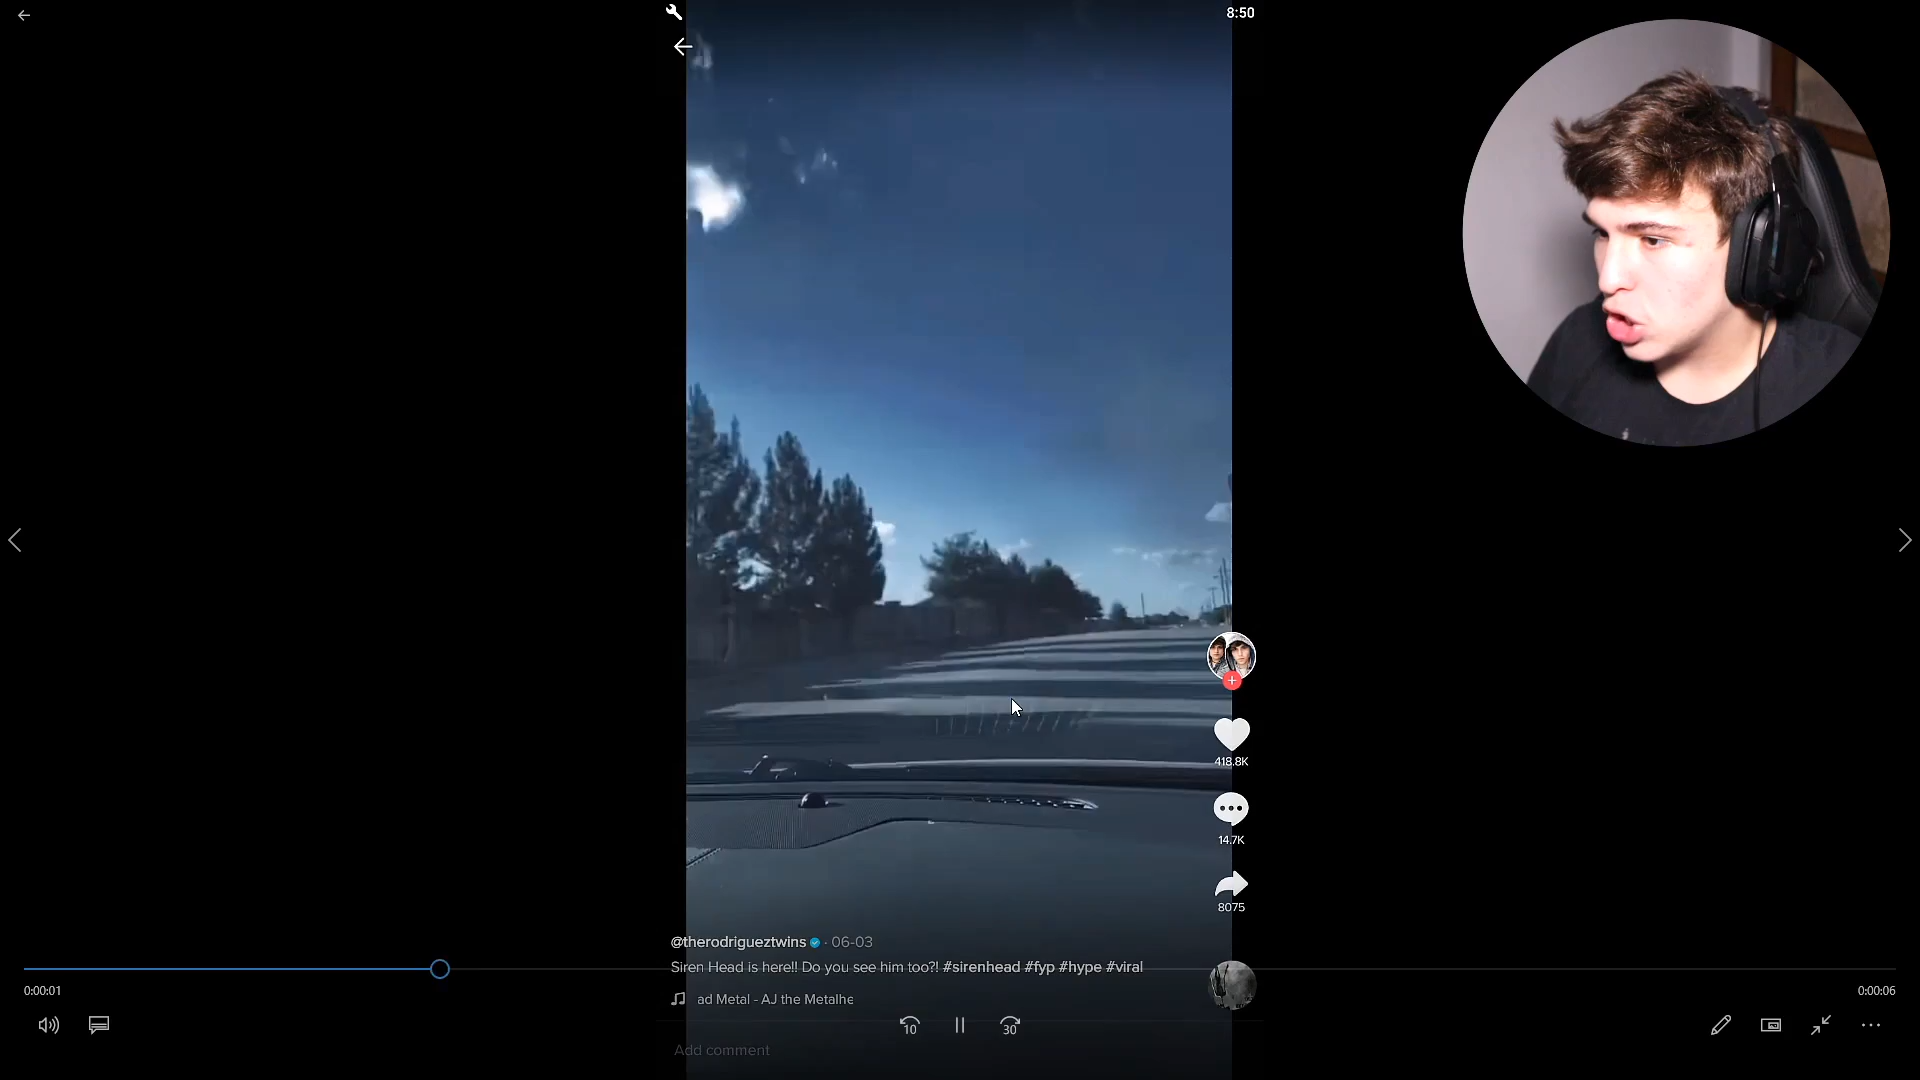 8:50
418.8K
14.7K
8075
@therodrigueztwins · 06-03
Siren Head is here!! Do you see him too?! #sirenhead #fyp #hype #viral
ad Metal - AJ the Metalhe
0:00:01
0:00:06
10
30
Add comment